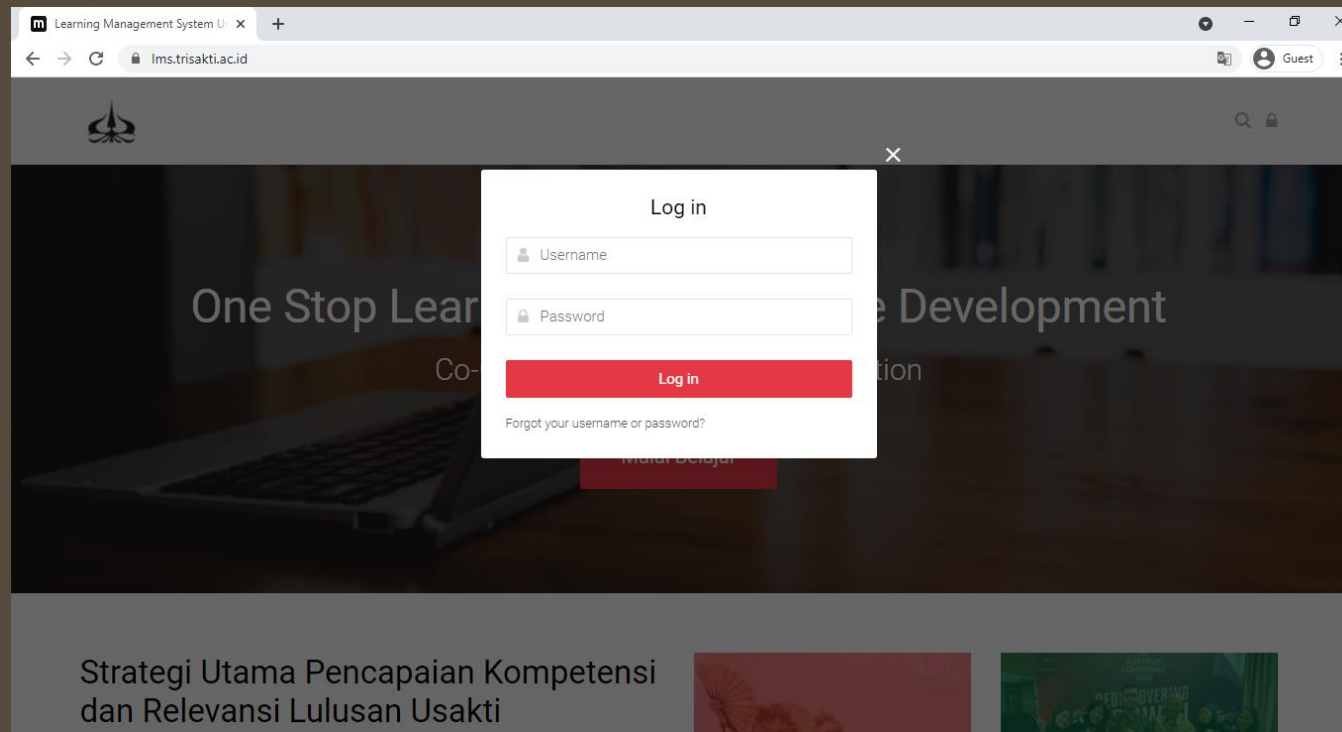 Learning Management System U
lms.trisakti.ac.id
Guest
Log in
Username
One Stop Lear e Development
Password
Co- tion
Log in
Forgot your username or password?
Mulai Belajar
Strategi Utama Pencapaian Kompetensi
dan Relevansi Lulusan Usakti